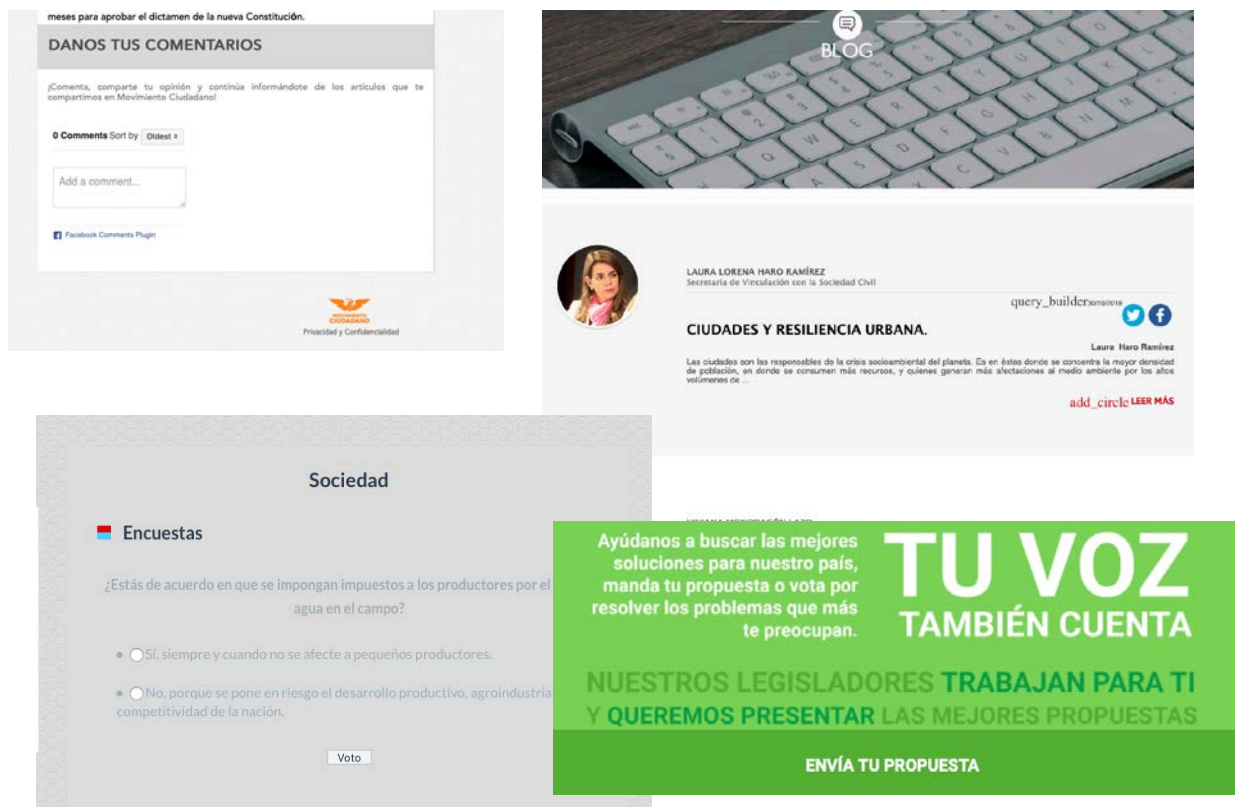 meses para aprobar el dictamen de la nueva Constitución.
DANOS TUS COMENTARIOS
¡Comenta, comparte tu opinión y continúa informándote de los artículos que te
compartimos en Movimiento Ciudadano!
0 Comments Sort by Oldest
Add a comment...
Facebook Comments Plugin
MOVIMIENTO
CIUDADANO
Privacidad y Confidencialidad
BLOG
LAURA LORENA HARO RAMÍREZ
Secretaria de Vinculación con la Sociedad Civil
query_builder
CIUDADES Y RESILIENCIA URBANA.
Laura Haro Ramírez
Las ciudades son las responsables de la crisis socioambiental del planeta. Es en éstas donde se concentra la mayor densidad
de población, en donde se consumen más recursos, y quienes generan más afectaciones al medio ambiente por los altos
volúmenes de ...
add_circle LEER MÁS
Sociedad
Encuestas
¿Estás de acuerdo en que se impongan impuestos a los productores por el
agua en el campo?
Sí, siempre y cuando no se afecte a pequeños productores.
No, porque se pone en riesgo el desarrollo productivo, agroindustria
competitividad de la nación.
Voto
Ayúdanos a buscar las mejores
soluciones para nuestro país,
manda tu propuesta o vota por
resolver los problemas que más
te preocupan.
TU VOZ
TAMBIÉN CUENTA
NUESTROS LEGISLADORES TRABAJAN PARA TI
Y QUEREMOS PRESENTAR LAS MEJORES PROPUESTAS
ENVÍA TU PROPUESTA